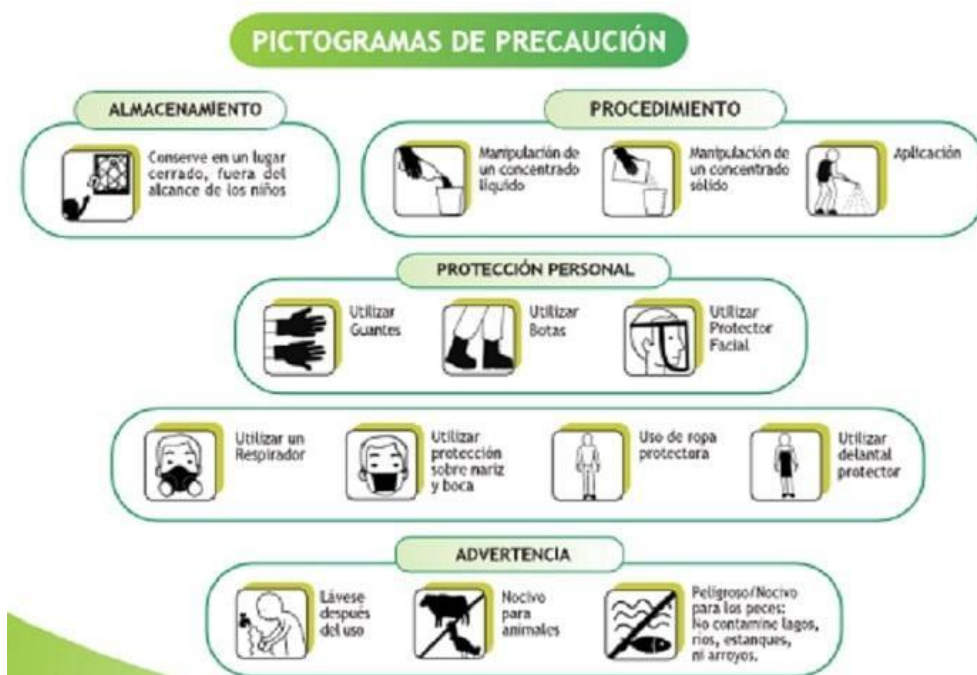 PICTOGRAMAS DE PRECAUCIÓN
ALMACENAMIENTO
Conserve en un lugar
cerrado, fuera del
alcance de los niños
PROCEDIMIENTO
Manipulación de
un concentrado
líquido
Manipulación de
un concentrado
sólido
Aplicación
PROTECCIÓN PERSONAL
Utilizar
Guantes
Utilizar
Botas
Utilizar
Protector
Facial
Utilizar un
Respirador
Utilizar
protección
sobre nariz
y boca
Uso de ropa
protectora
Utilizar
delantal
protector
ADVERTENCIA
Lávese
después
del uso
Nocivo
para
animales
Peligroso/Nocivo
para los peces:
No contamine lagos,
ríos, estanques,
ni arroyos.